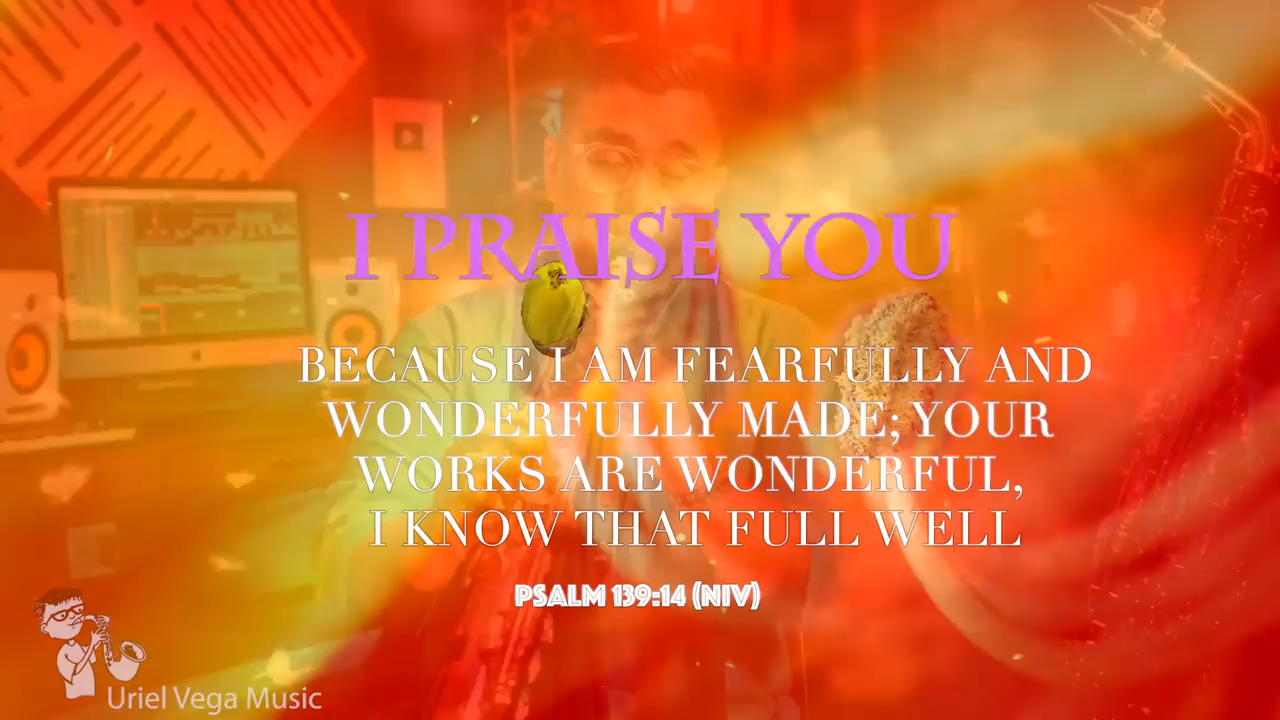 I PRAISE YOU
BECAUSE I AM FEARFULLY AND
WONDERFULLY MADE; YOUR
WORKS ARE WONDERFUL,
I KNOW THAT FULL WELL
PSALM 139:14 (NIV)
Uriel Vega Music